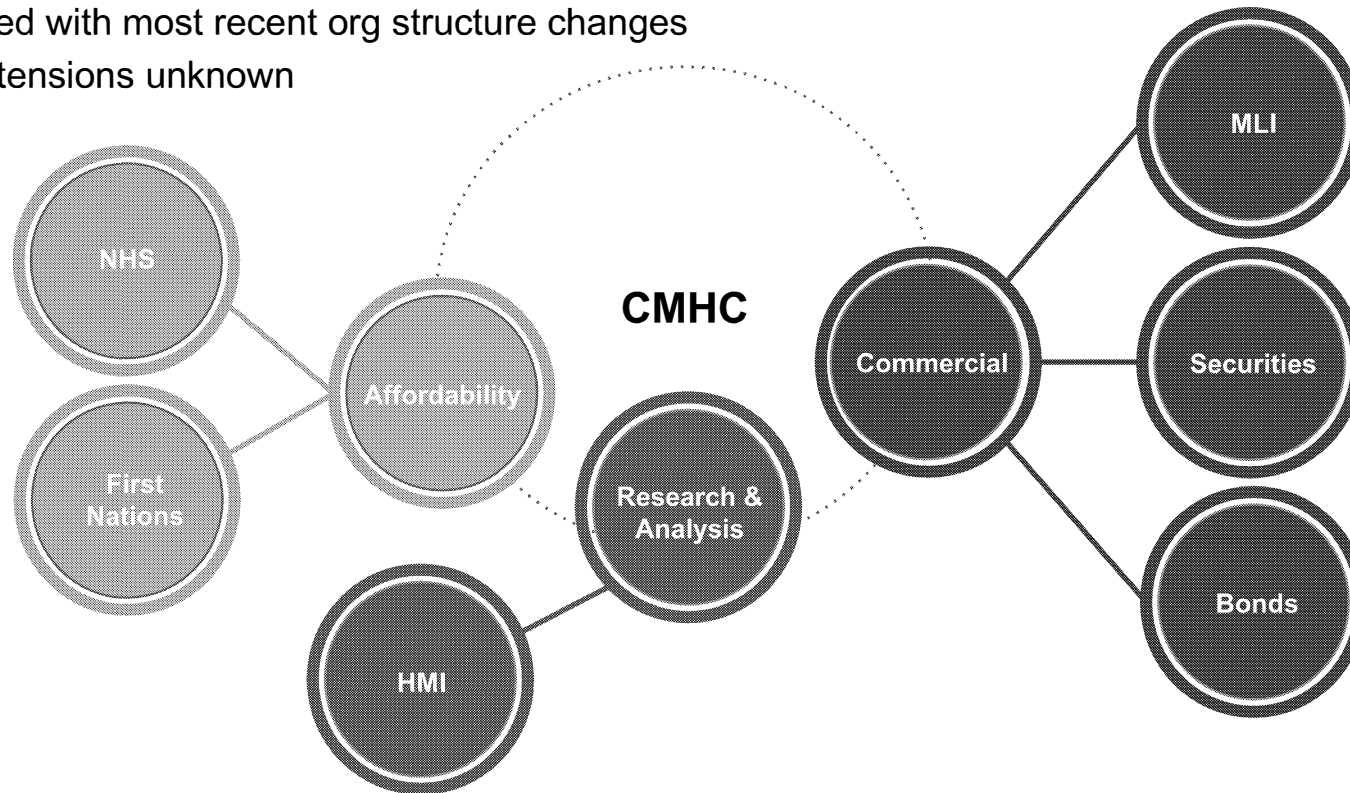 ed with most recent org structure changes
tensions unknown
MLI
NHS
CMHC
Commercial
Securities
Affordability
First
Nations
Research &
Analysis
Bonds
HMI